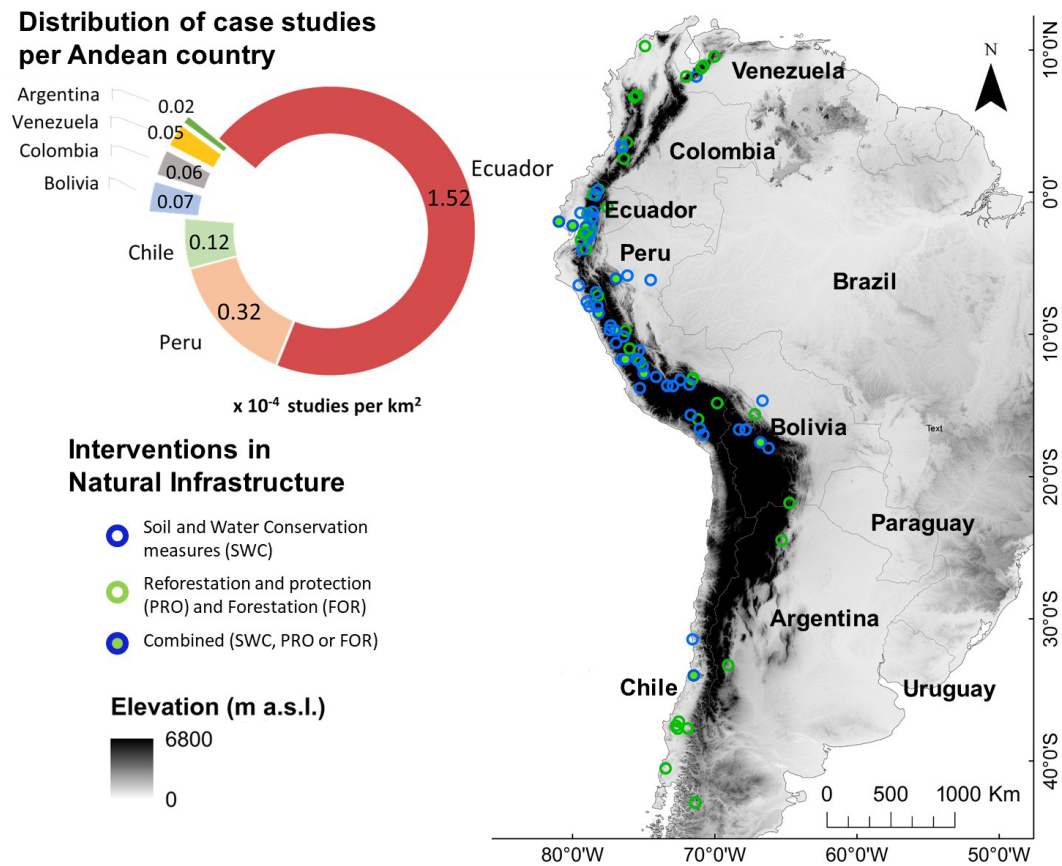 Distribution of case studies
per Andean country
Argentina
0.02
Venezuela
0.05
Colombia
0.06
Bolivia
0.07
Chile
0.12
Peru
0.32
Ecuador
1.52
x 10⁻⁴ studies per km²
Interventions in
Natural Infrastructure
Soil and Water Conservation
measures (SWC)
Reforestation and protection
(PRO) and Forestation (FOR)
Combined (SWC, PRO or FOR)
Elevation (m a.s.l.)
6800
0
N
Venezuela
Colombia
Ecuador
Peru
Brazil
Bolivia
Text
Paraguay
Argentina
Chile
Uruguay
0 500 1000 Km
10°0'N
0°0'
10°0'S
20°0'S
30°0'S
40°0'S
80°0'W 70°0'W 60°0'W 50°0'W